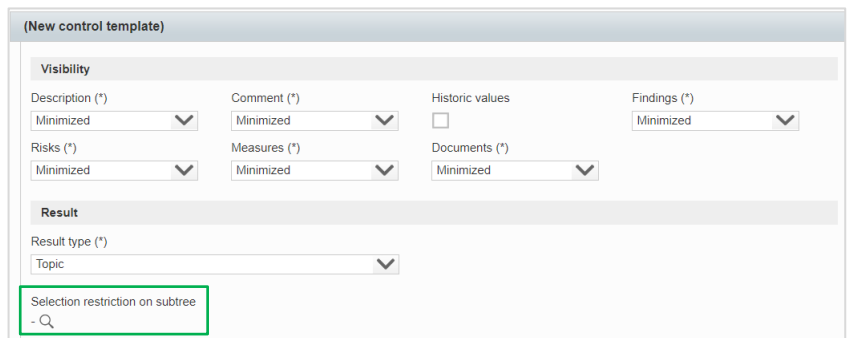 (New control template)
Visibility
Description (*) Comment (*) Historic values Findings (*)
Minimized Minimized Minimized
Risks (*) Measures (*) Documents (*)
Minimized Minimized Minimized
Result
Result type (*)
Topic
Selection restriction on subtree
-